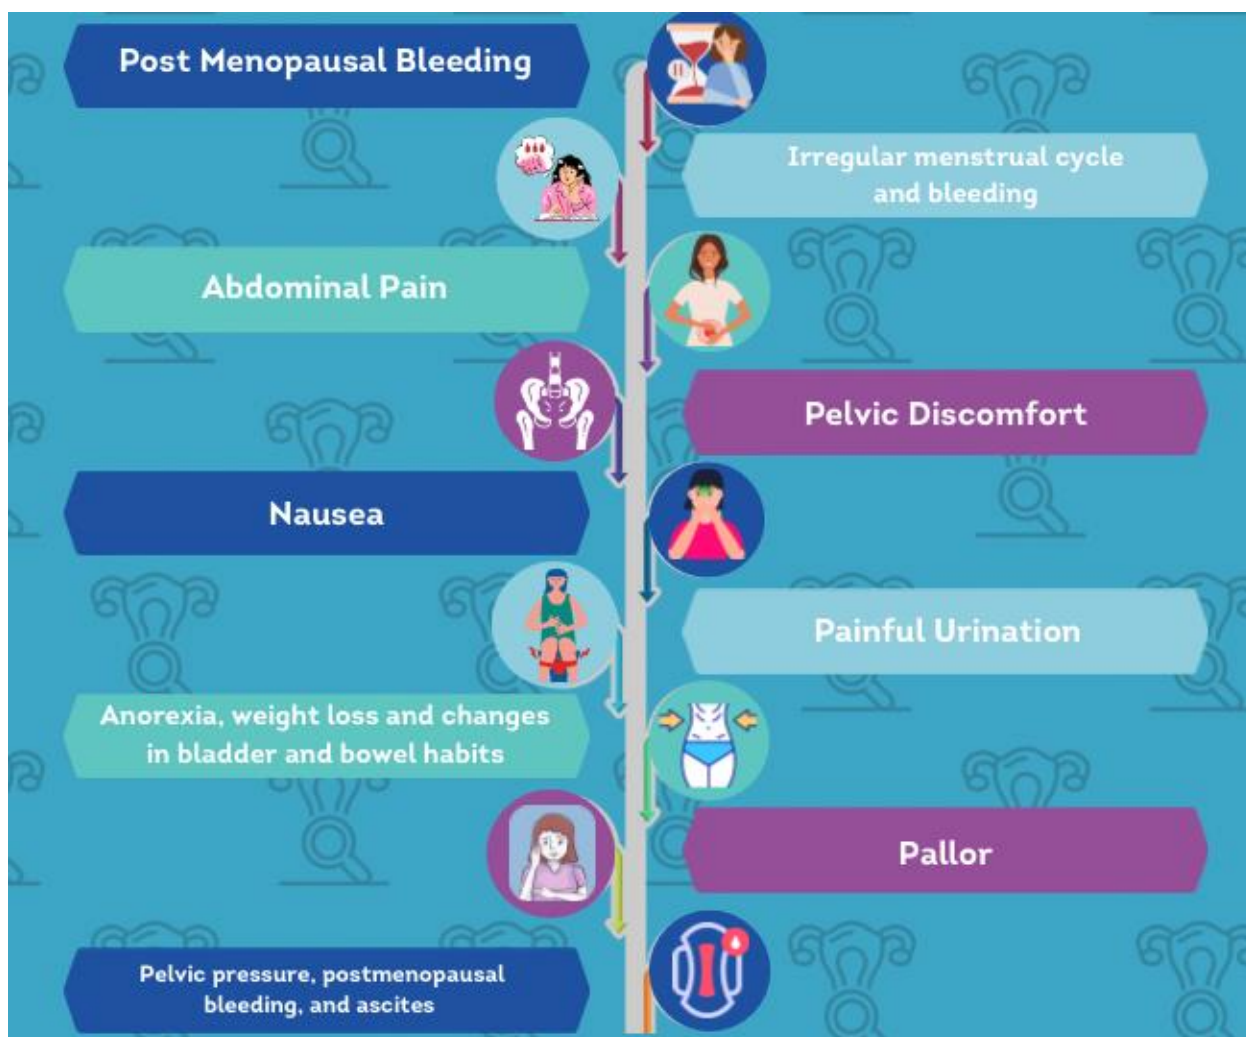 Post Menopausal Bleeding
Irregular menstrual cycle
and bleeding
Abdominal Pain
Pelvic Discomfort
Nausea
Painful Urination
Anorexia, weight loss and changes
in bladder and bowel habits
Pallor
Pelvic pressure, postmenopausal
bleeding, and ascites